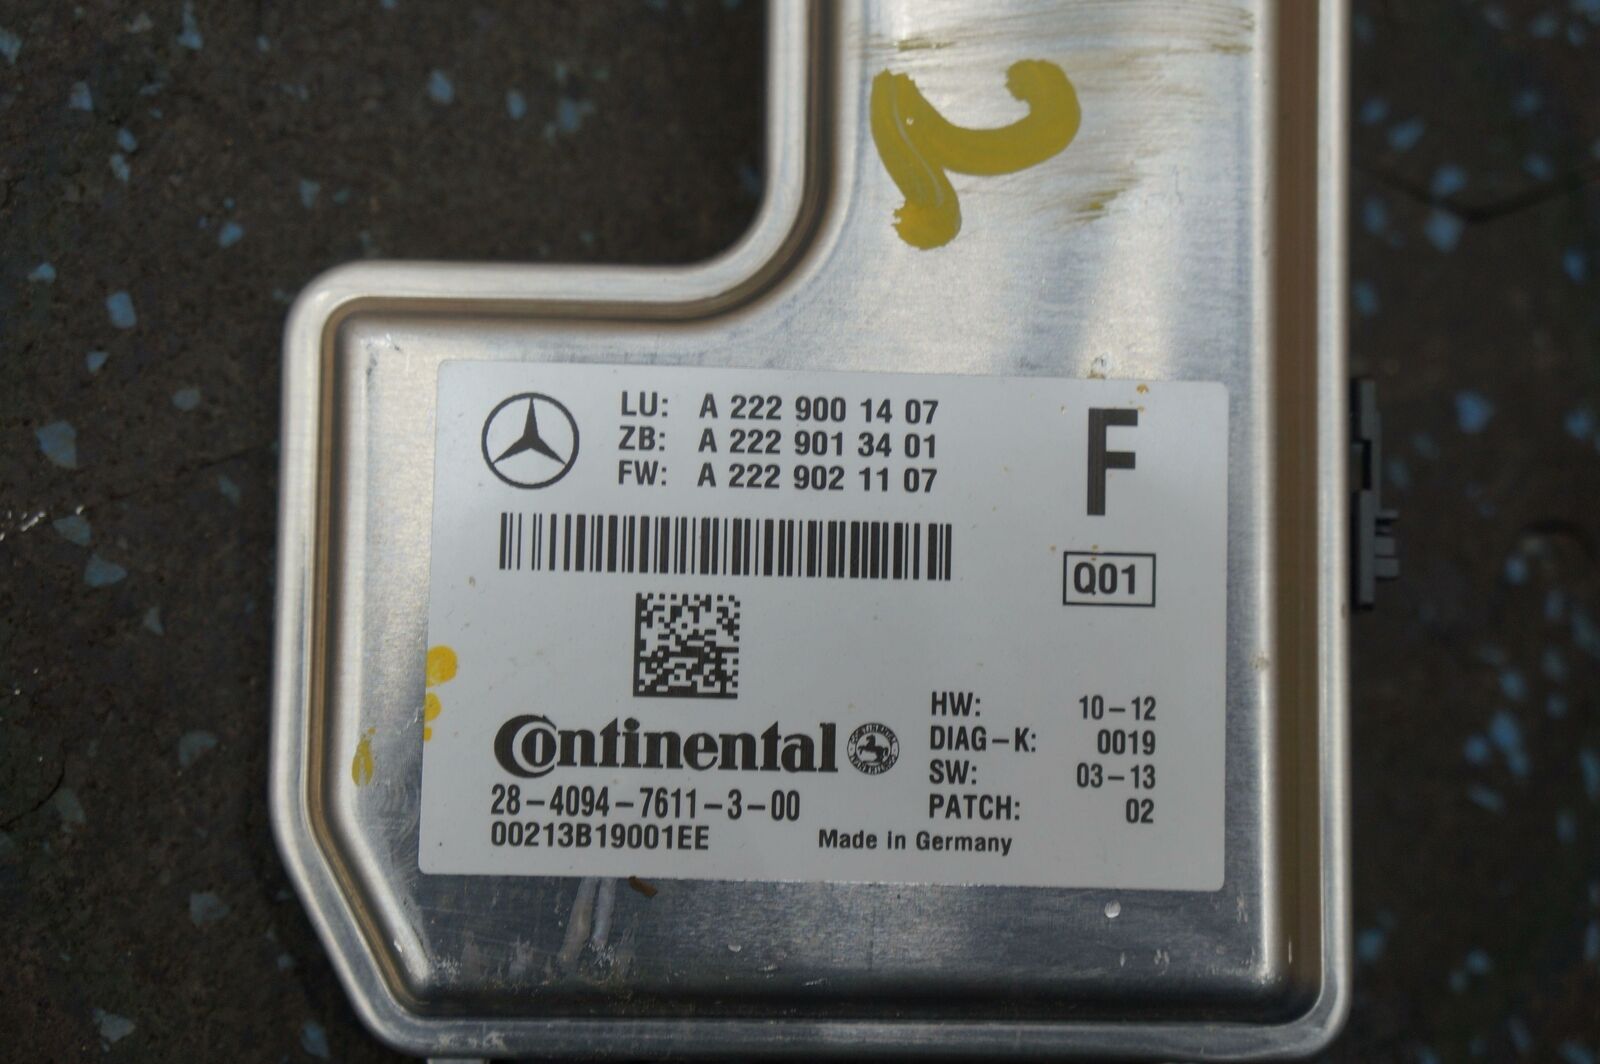 LU: A 222 900 14 07
ZB: A 222 901 34 01
FW: A 222 902 11 07
F
Q01
Continental
CONTINENTAL
HW: 10-12
DIAG-K: 0019
SW: 03-13
PATCH: 02
28-4094-7611-3-00
00213B19001EE
Made in Germany